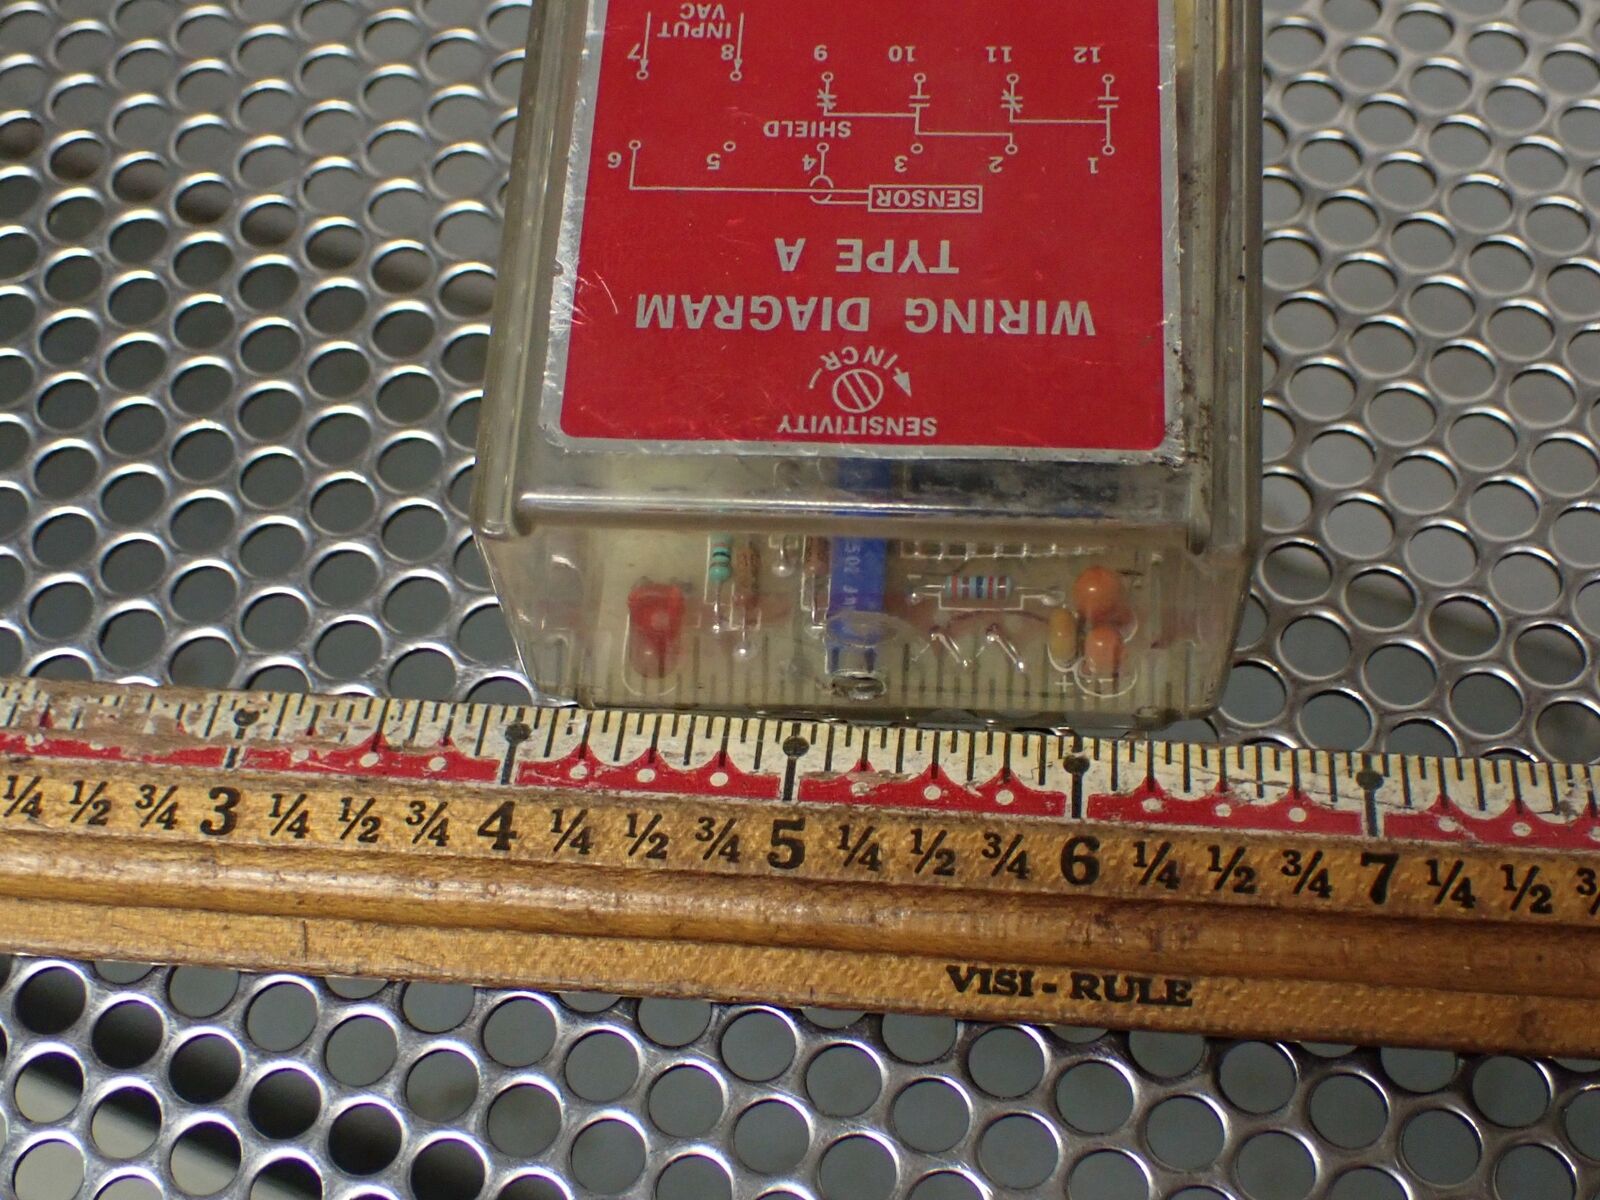 SENSITIVITY
INCR
WIRING DIAGRAM
TYPE A
SENSOR
1 2 3 4 5 6
SHIELD
12 11 10 9 8 7
INPUT
VAC
1/4 1/2 3/4 3 1/4 1/2 3/4 4 1/4 1/2 3/4 5 1/4 1/2 3/4 6 1/4 1/2 3/4 7 1/4 1/2
VISI-RULE